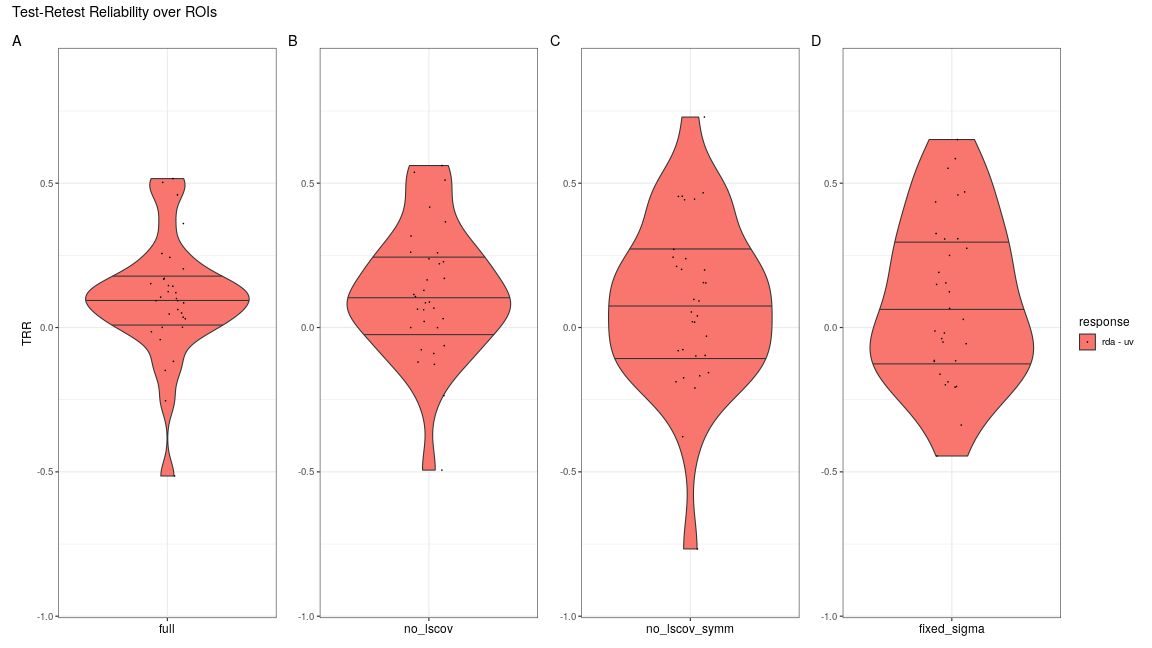 Test-Retest Reliability over ROIs
A
B
C
D
TRR
0.5
0.0
-0.5
-1.0
full
0.5
0.0
-0.5
-1.0
no_lscov
0.5
0.0
-0.5
-1.0
no_lscov_symm
0.5
0.0
-0.5
-1.0
fixed_sigma
response
rda - uv